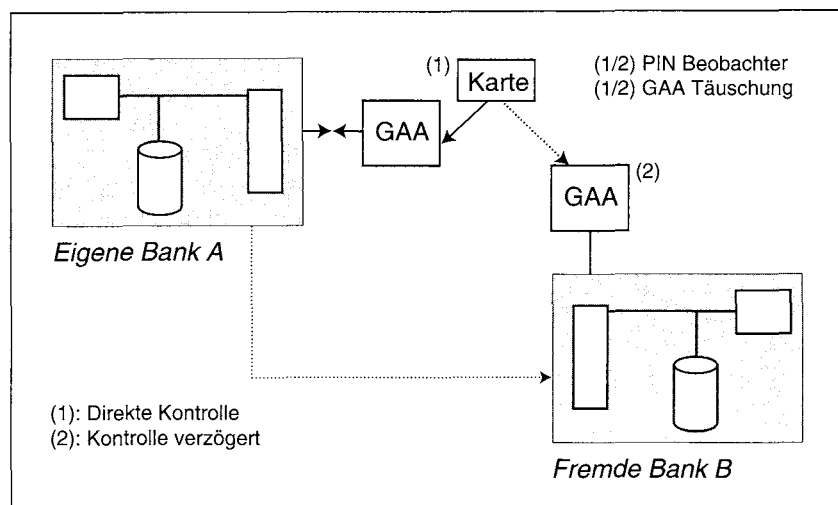 (1) Karte
(1/2) PIN Beobachter
(1/2) GAA Täuschung
GAA
GAA (2)
Eigene Bank A
(1): Direkte Kontrolle
(2): Kontrolle verzögert
Fremde Bank B